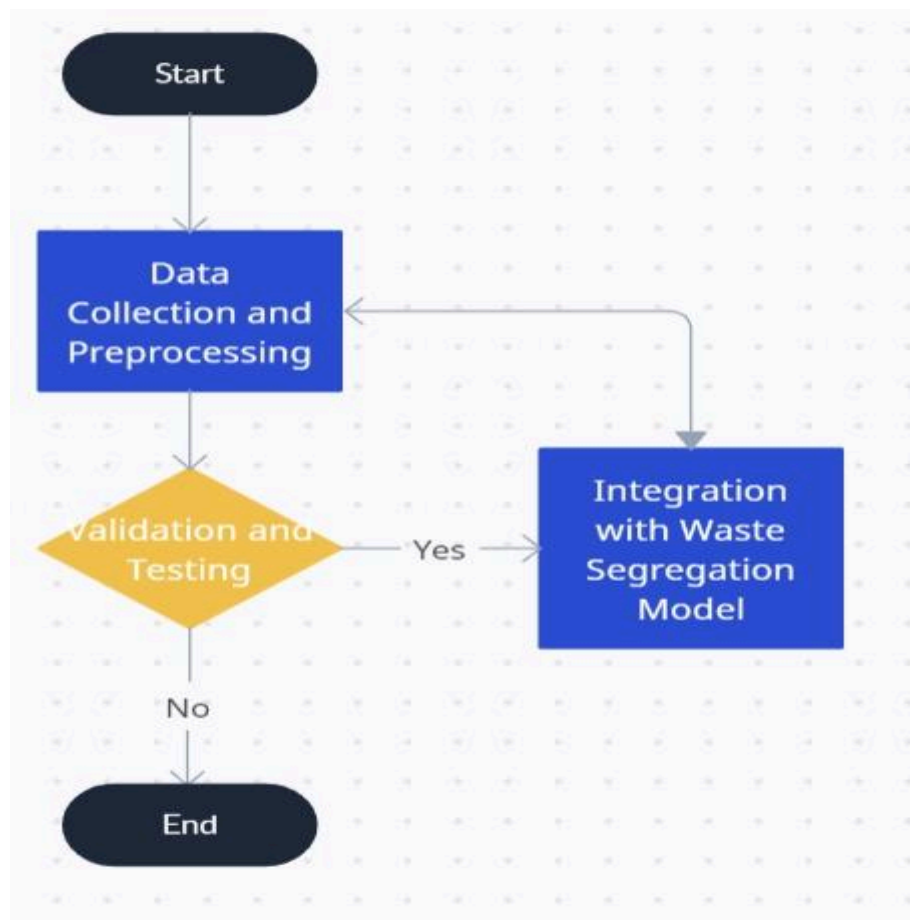 Start
Data
Collection and
Preprocessing
Validation and
Testing
Yes
Integration
with Waste
Segregation
Model
No
End